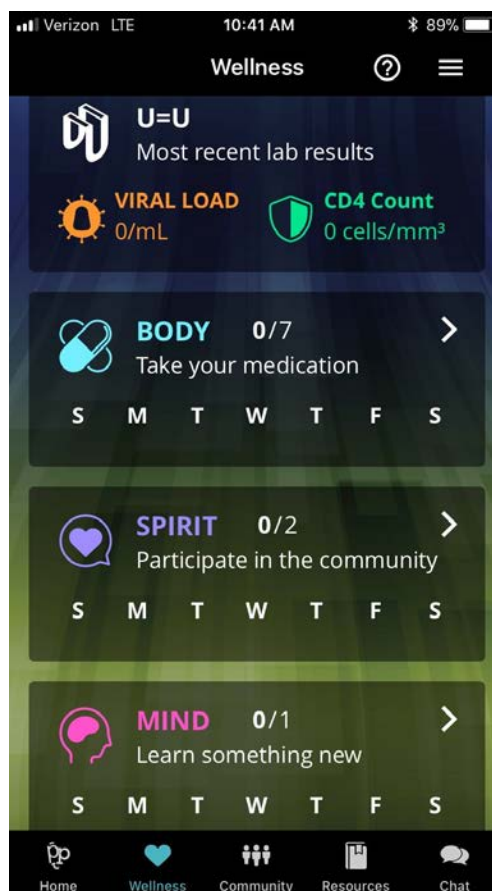 Verizon LTE 10:41 AM 89%
Wellness ?
U=U
Most recent lab results
VIRAL LOAD CD4 Count
0/mL 0 cells/mm³
BODY 0/7
Take your medication
S M T W T F S
SPIRIT 0/2
Participate in the community
S M T W T F S
MIND 0/1
Learn something new
S M T W T F S
Home Wellness Community Resources Chat